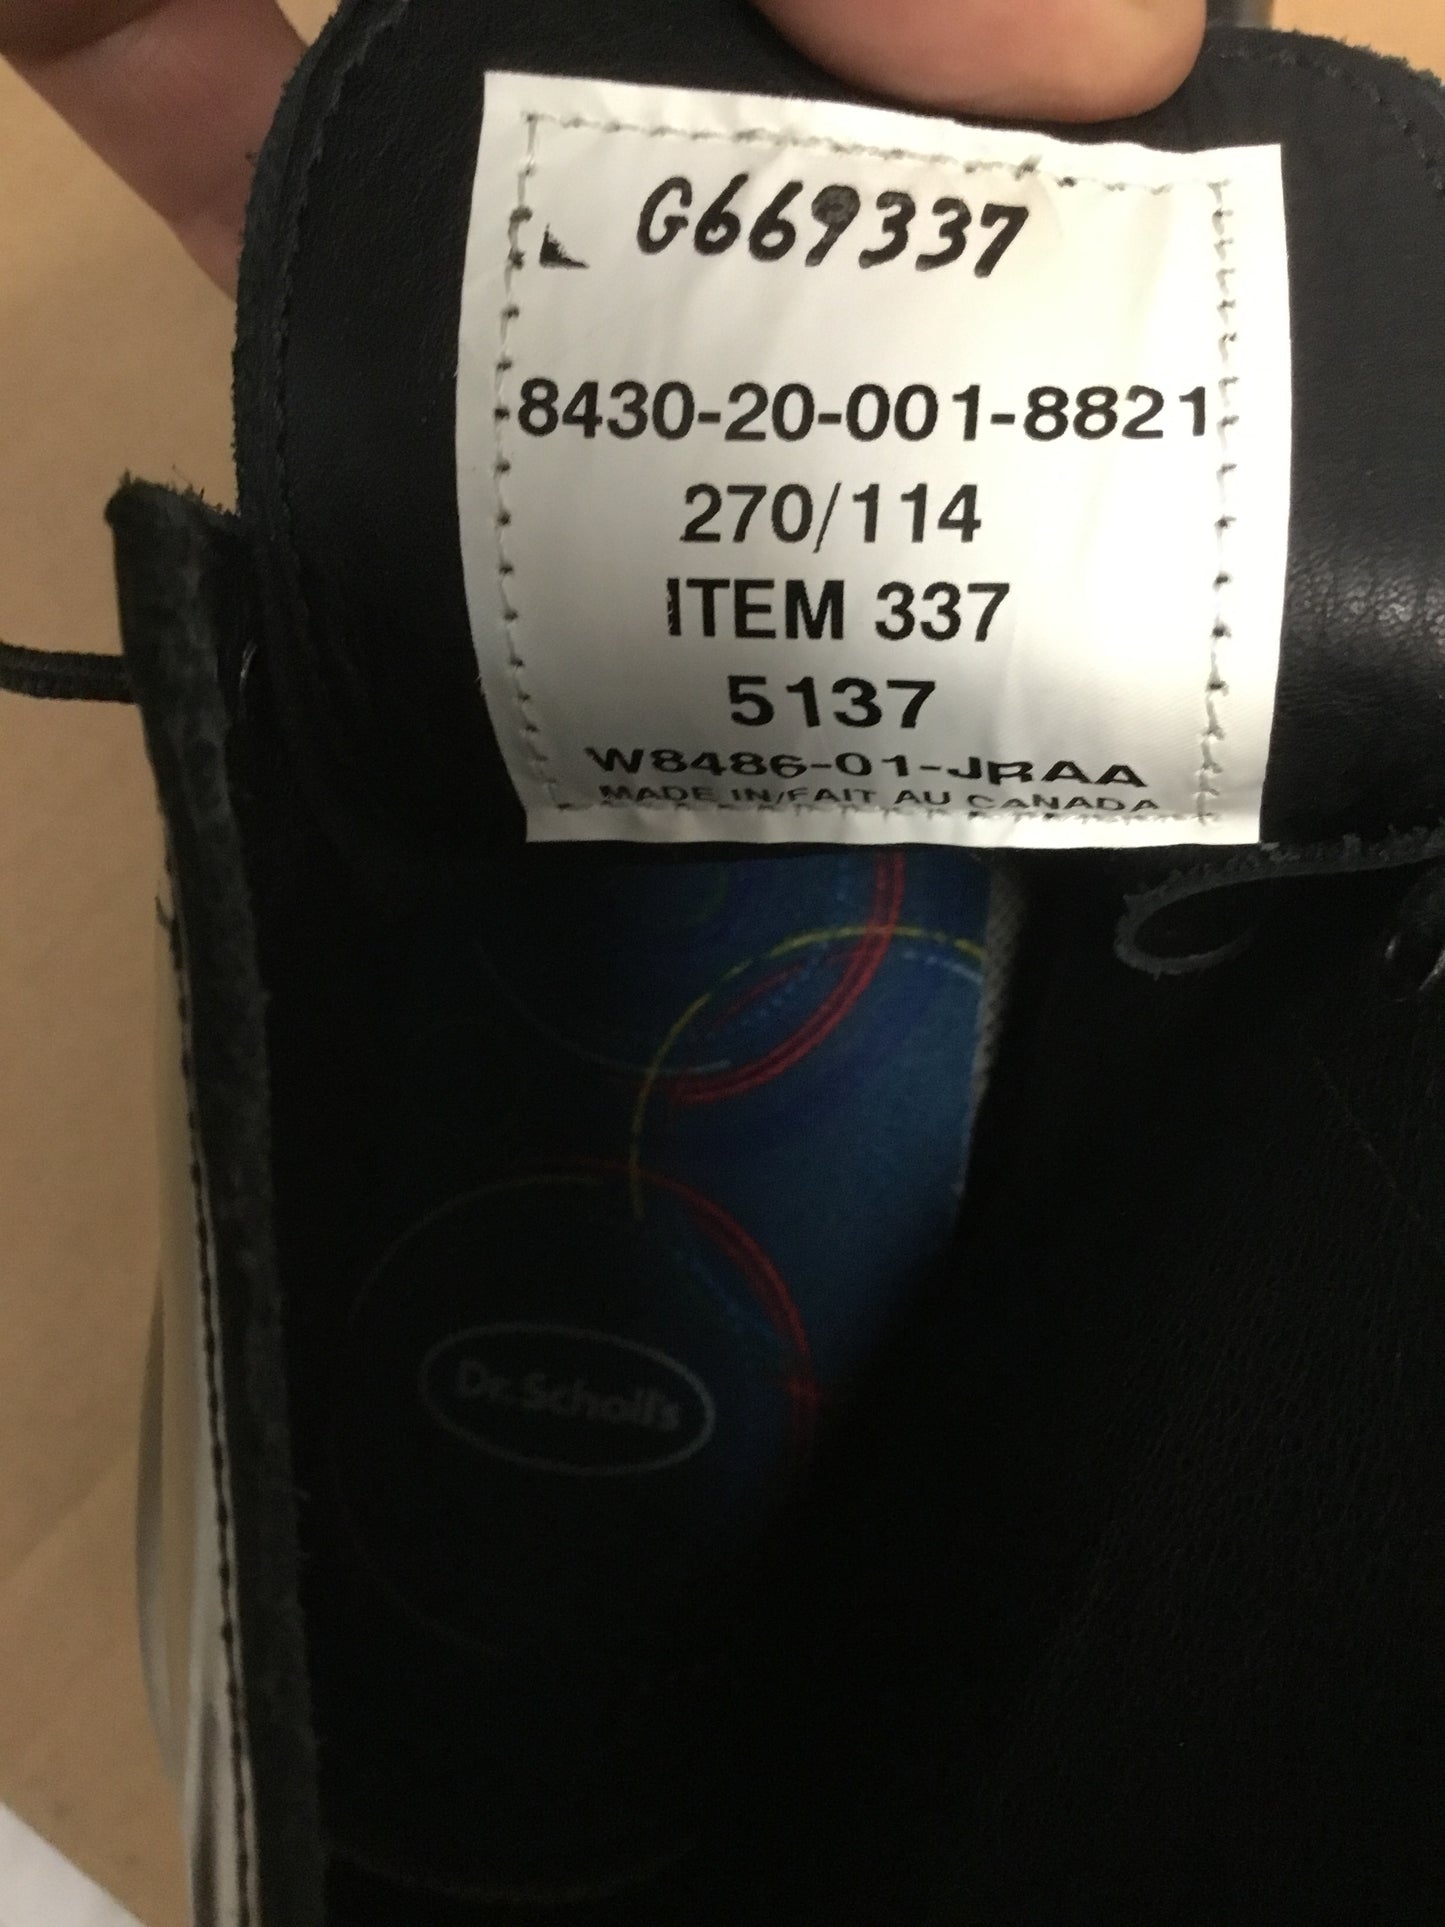 G669337
8430-20-001-8821
270/114
ITEM 337
5137
W8486-01-JRAA
MADE IN/FAIT AU CANADA
Dr.Scholl's